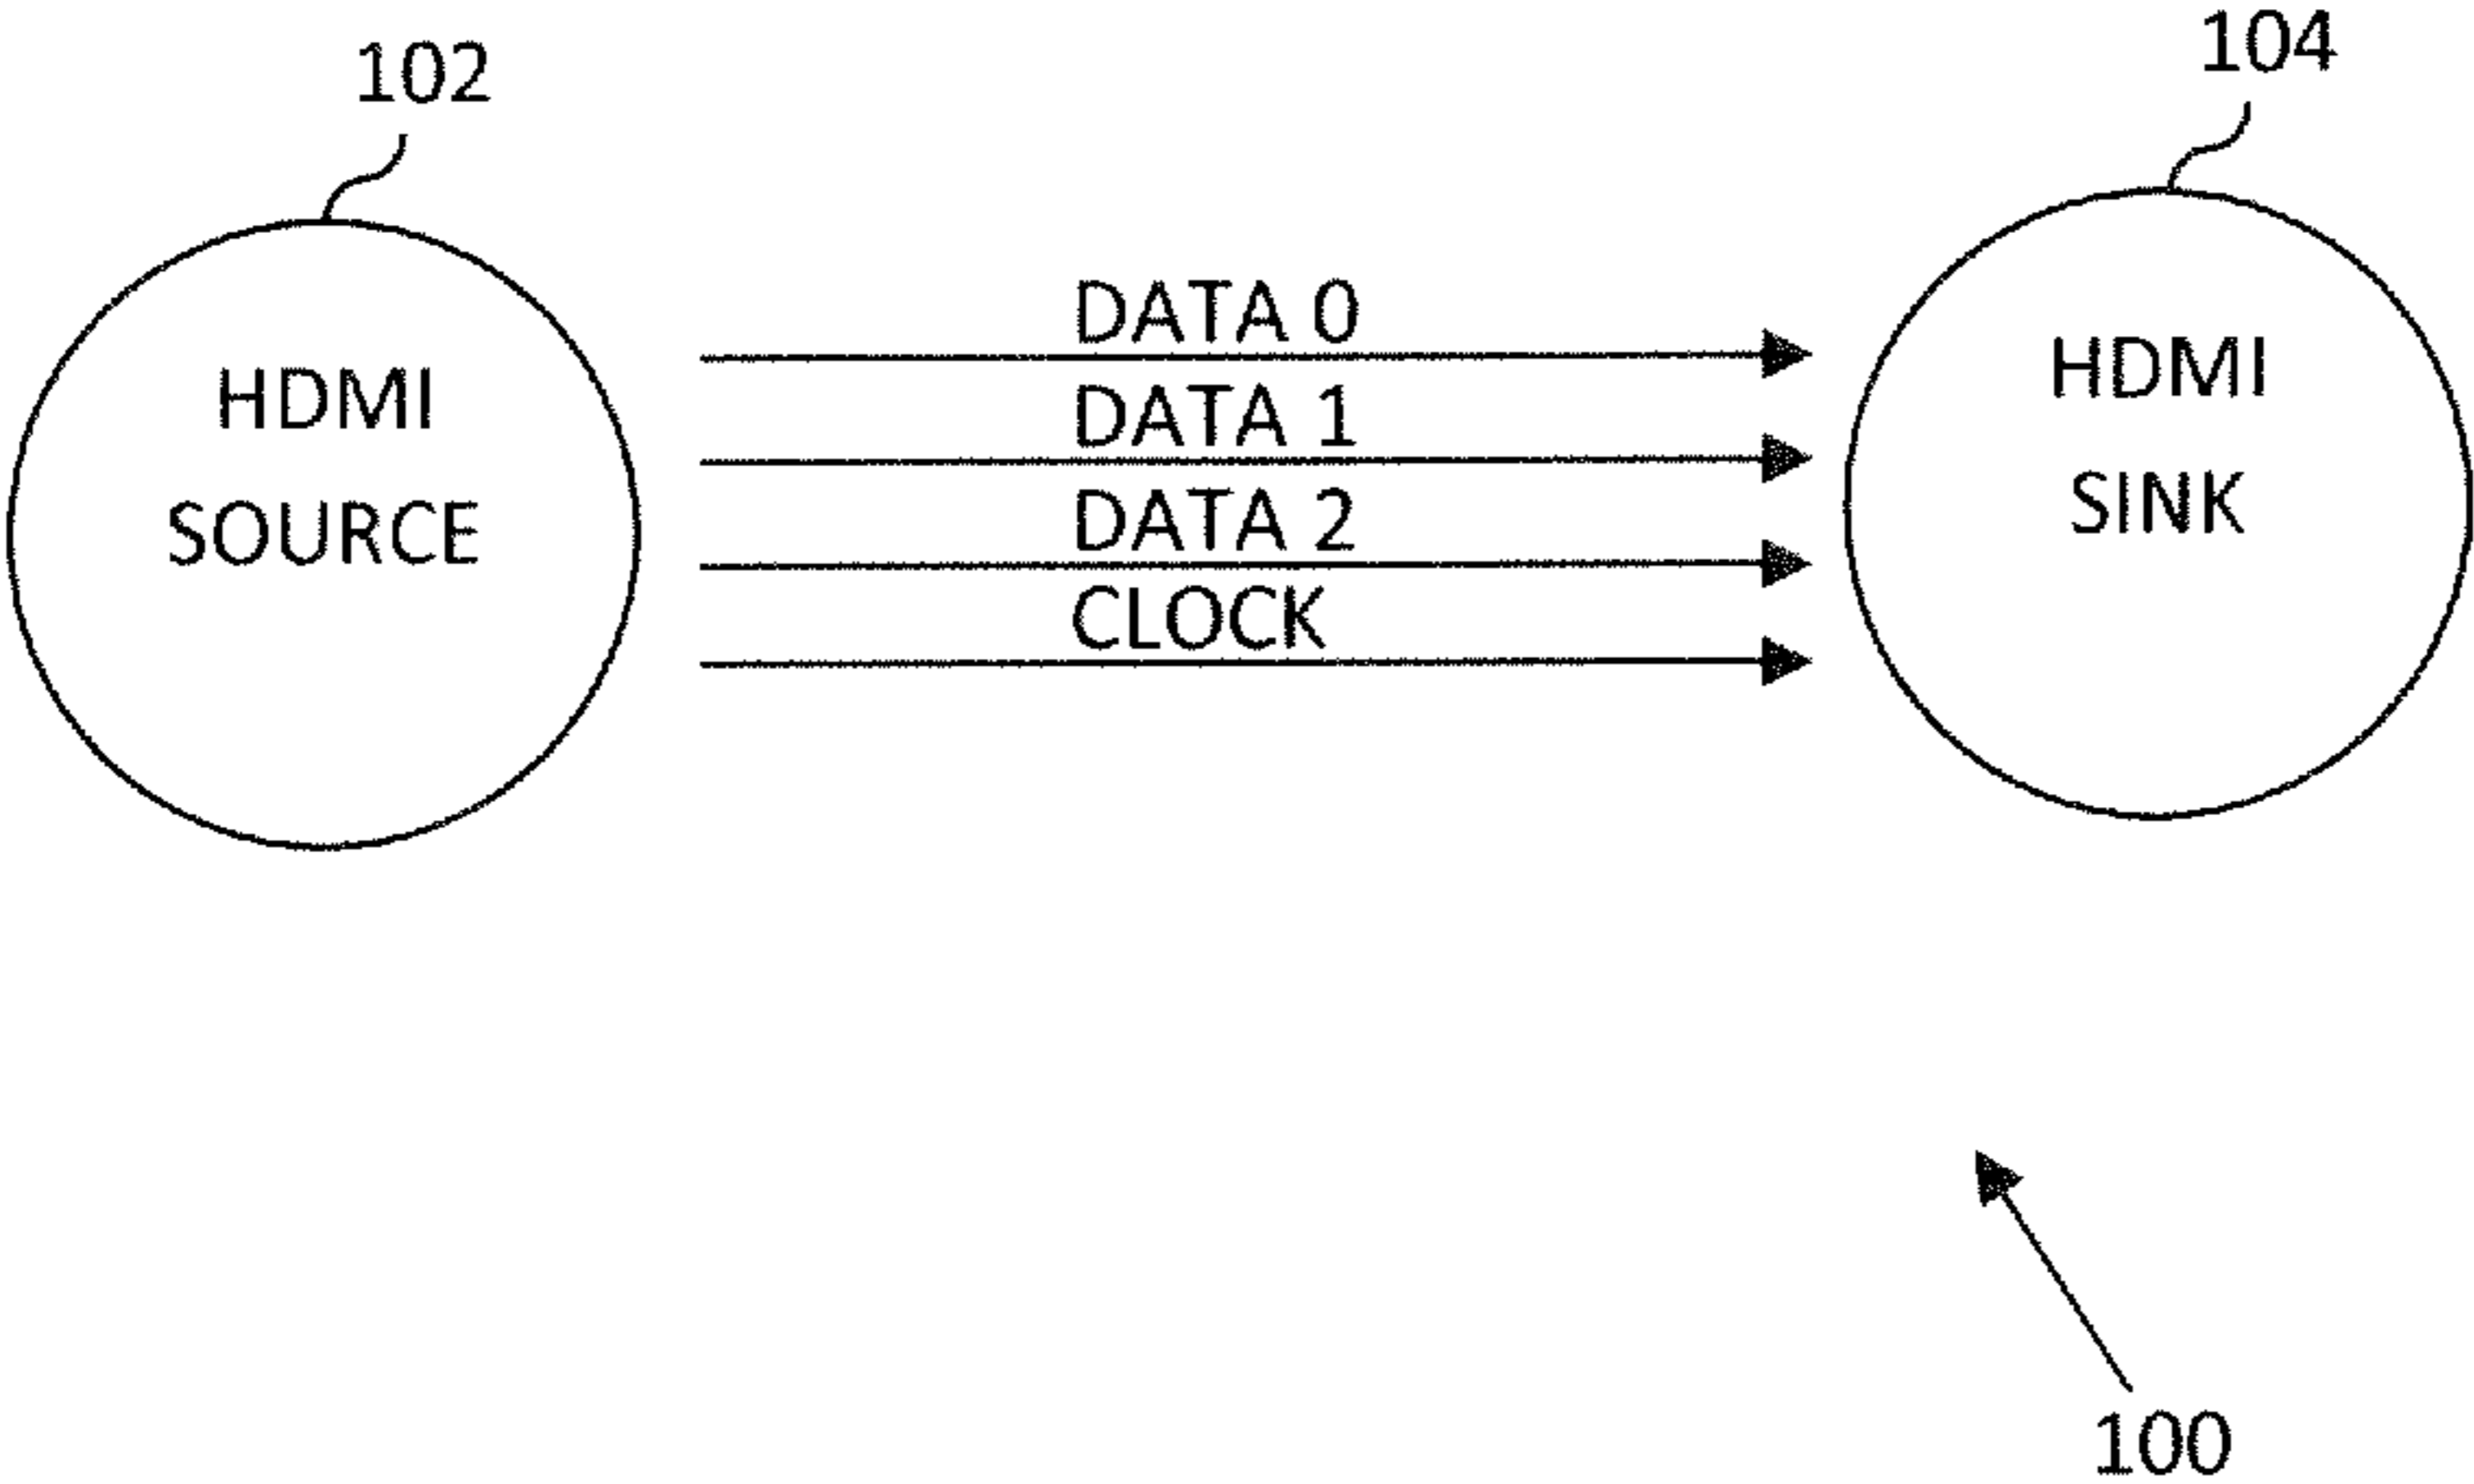 102
104
HDMI
SOURCE
DATA 0
DATA 1
DATA 2
CLOCK
HDMI
SINK
100